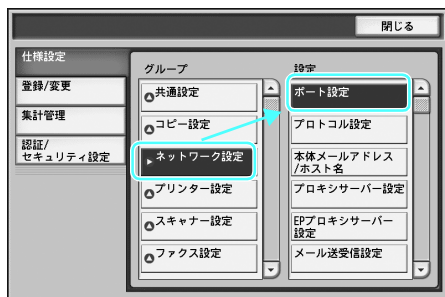 閉じる
仕様設定
登録/変更
集計管理
認証/
セキュリティ設定
グループ
共通設定
コピー設定
ネットワーク設定
プリンター設定
スキャナー設定
ファクス設定
設定
ポート設定
プロトコル設定
本体メールアドレス
/ホスト名
プロキシサーバー設定
EPプロキシサーバー
設定
メール送受信設定